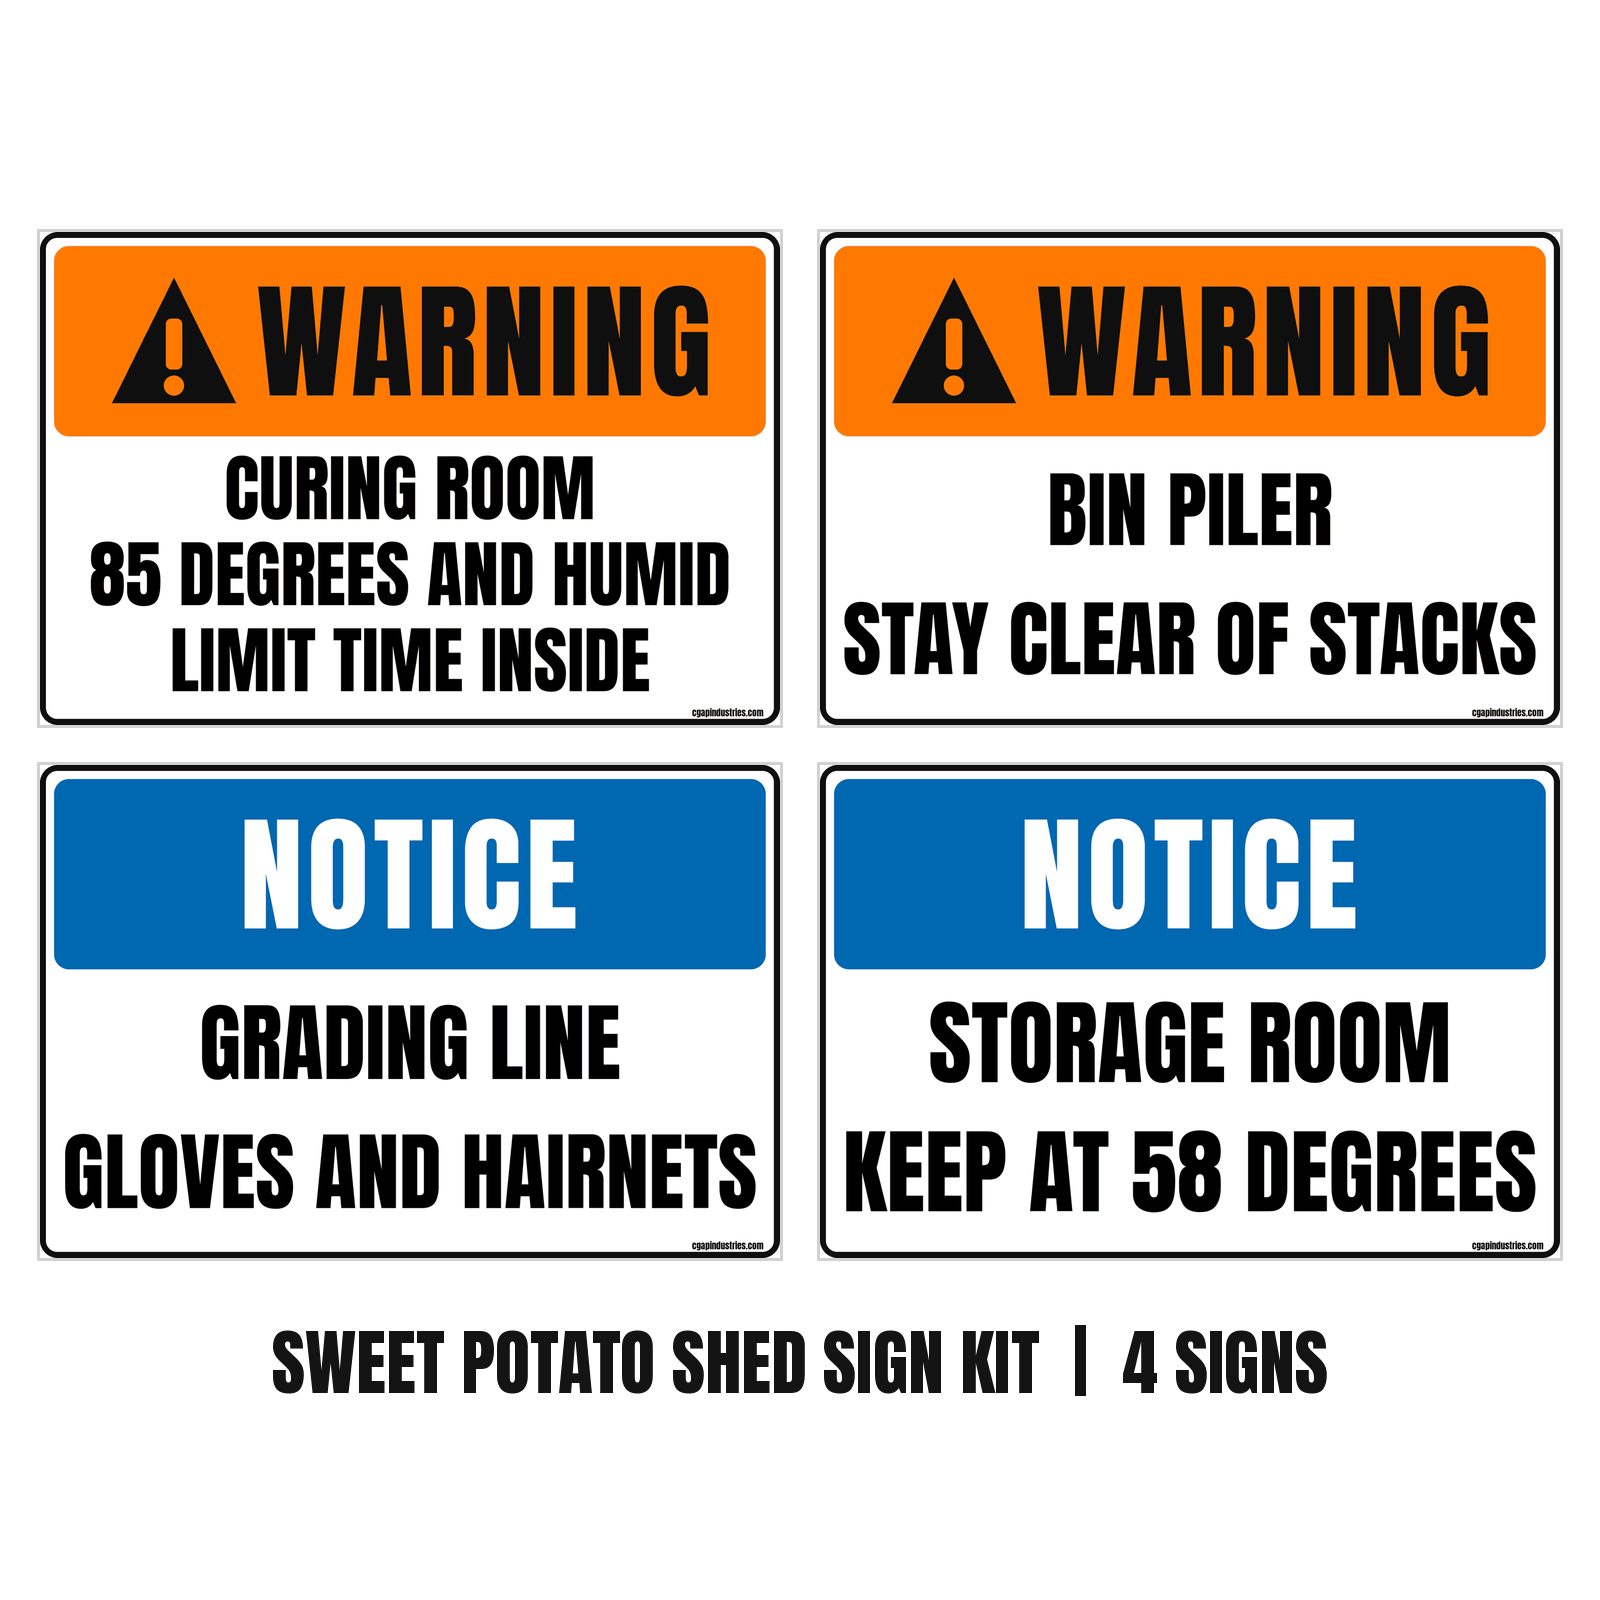 WARNING
CURING ROOM
85 DEGREES AND HUMID
LIMIT TIME INSIDE
cgapindustries.com
WARNING
BIN PILER
STAY CLEAR OF STACKS
cgapindustries.com
NOTICE
GRADING LINE
GLOVES AND HAIRNETS
cgapindustries.com
NOTICE
STORAGE ROOM
KEEP AT 58 DEGREES
cgapindustries.com
SWEET POTATO SHED SIGN KIT | 4 SIGNS